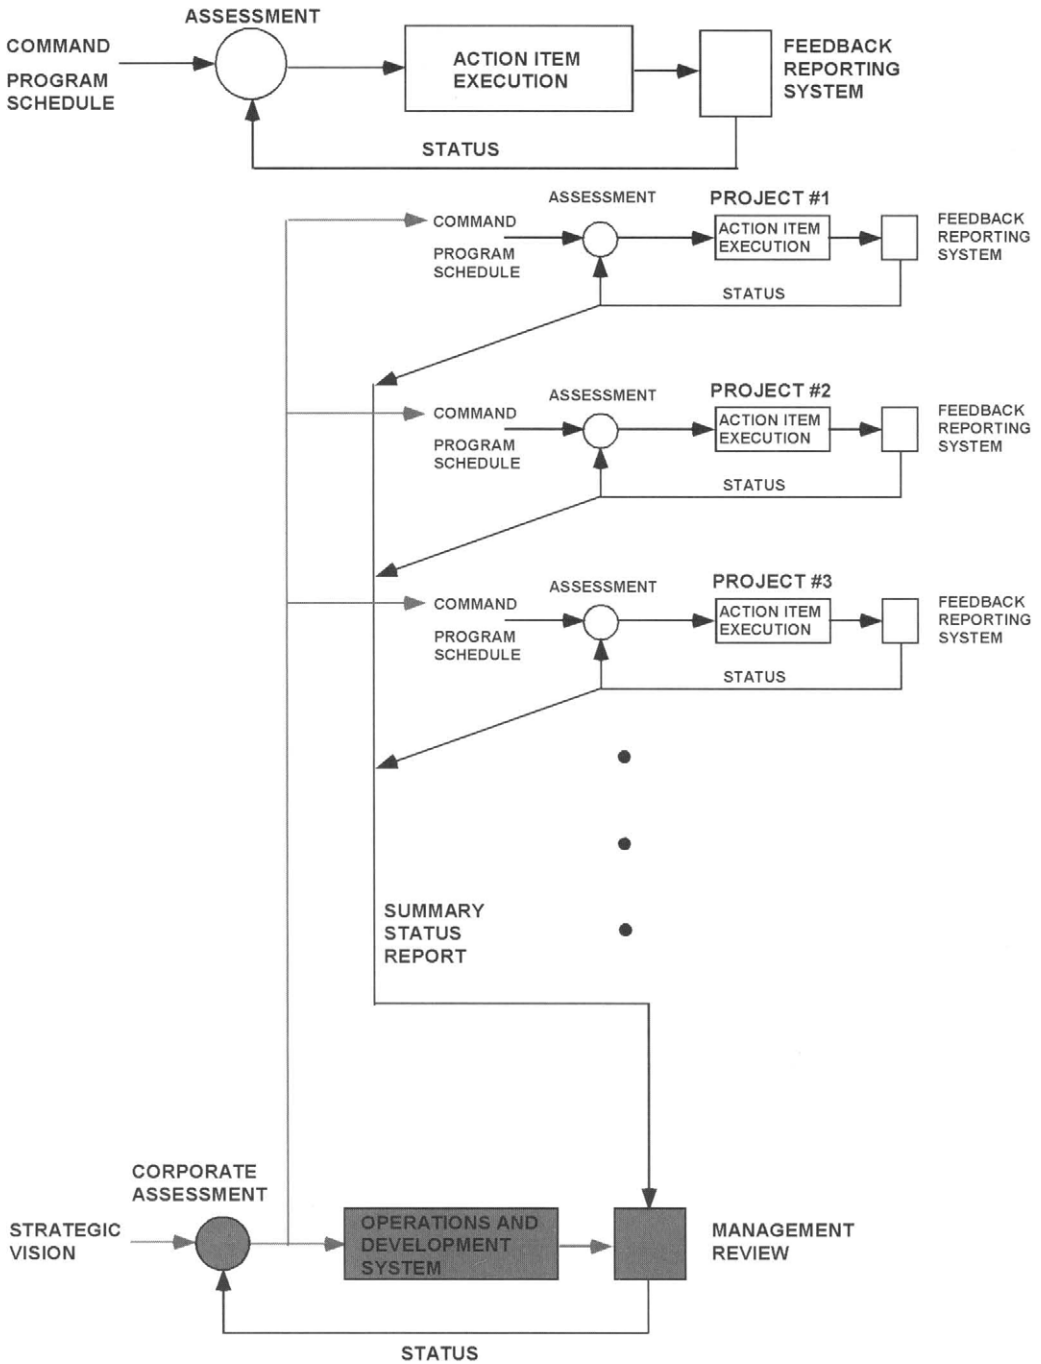 ASSESSMENT
COMMAND
PROGRAM
SCHEDULE
ACTION ITEM
EXECUTION
FEEDBACK
REPORTING
SYSTEM
STATUS
PROJECT #1
ASSESSMENT
COMMAND
PROGRAM
SCHEDULE
ACTION ITEM
EXECUTION
FEEDBACK
REPORTING
SYSTEM
STATUS
PROJECT #2
ASSESSMENT
COMMAND
PROGRAM
SCHEDULE
ACTION ITEM
EXECUTION
FEEDBACK
REPORTING
SYSTEM
STATUS
PROJECT #3
ASSESSMENT
COMMAND
PROGRAM
SCHEDULE
ACTION ITEM
EXECUTION
FEEDBACK
REPORTING
SYSTEM
STATUS
SUMMARY
STATUS
REPORT
CORPORATE
ASSESSMENT
STRATEGIC
VISION
OPERATIONS AND
DEVELOPMENT
SYSTEM
MANAGEMENT
REVIEW
STATUS